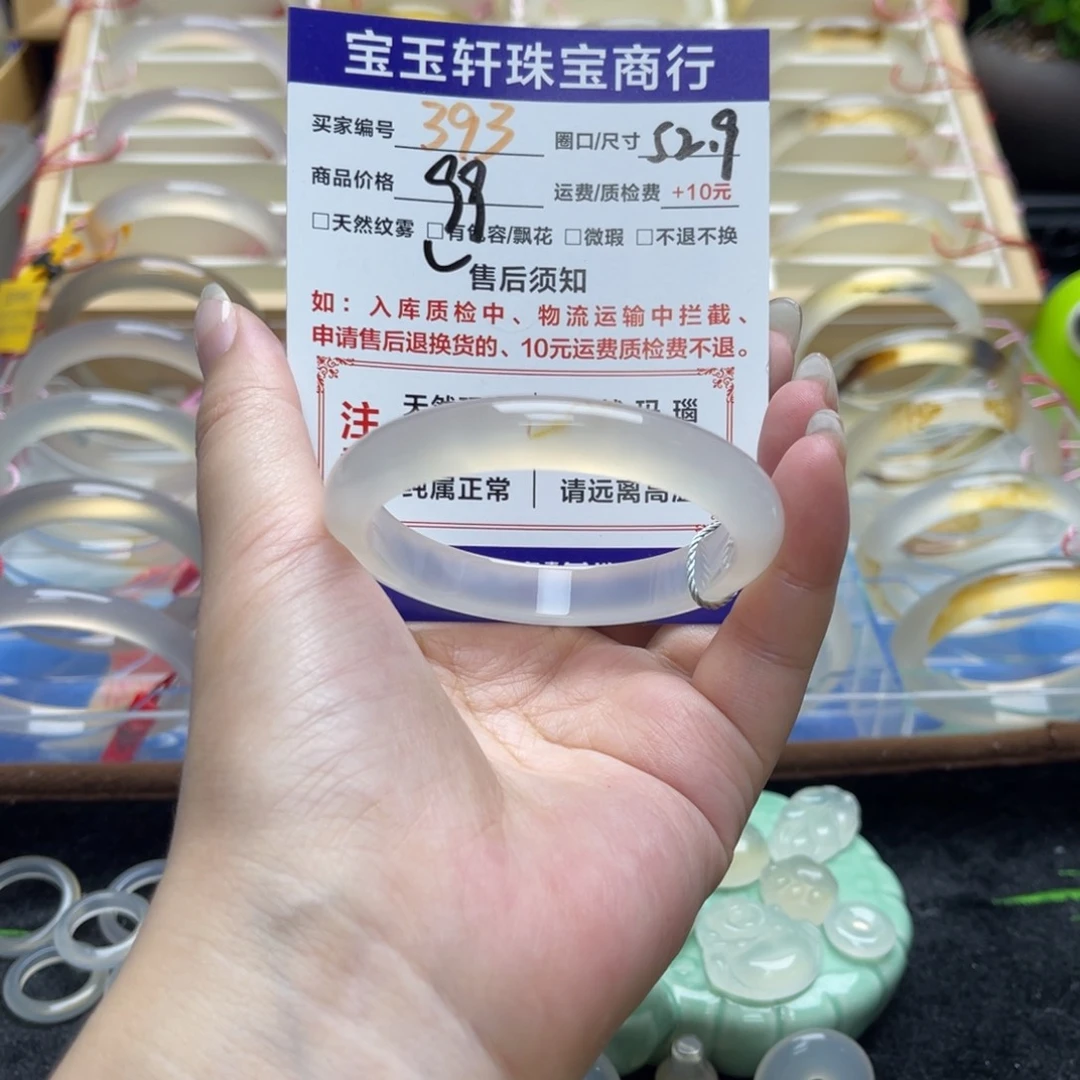 宝玉轩珠宝商行
买家编号 393 圈口/尺寸 52.9
商品价格 99 运费/质检费 +10元
□天然纹雾 □有色容/飘花 □微瑕 □不退不换
售后须知
如：入库质检中、物流运输中拦截、
申请售后退换货的、10元运费质检费不退。
注
纯属正常 请远离高温